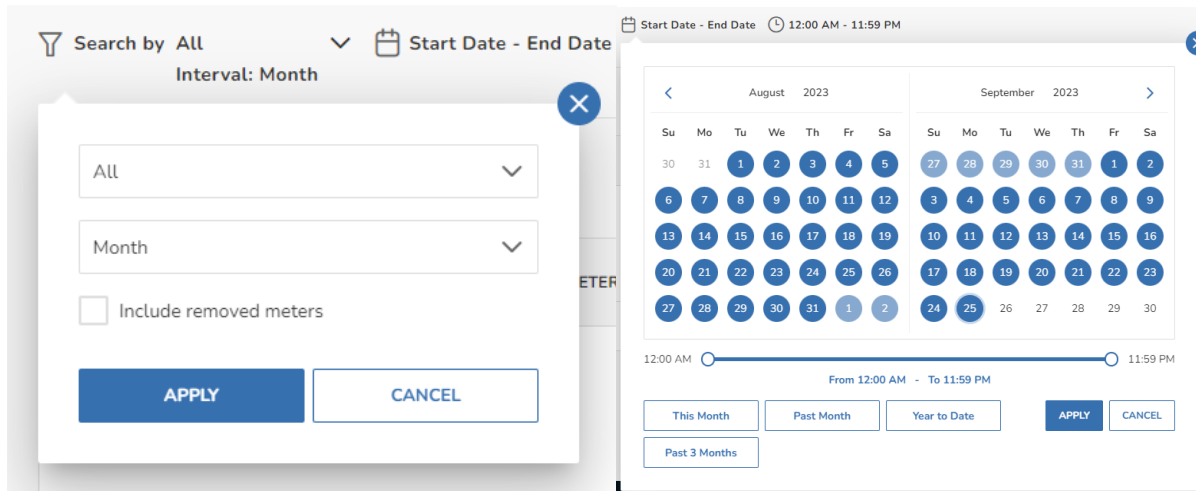 Search by All
Interval: Month
Start Date - End Date
All
Month
Include removed meters
APPLY CANCEL
ETER
Start Date - End Date 12:00 AM - 11:59 PM
August 2023
Su Mo Tu We Th Fr Sa
30 31 1 2 3 4 5
6 7 8 9 10 11 12
13 14 15 16 17 18 19
20 21 22 23 24 25 26
27 28 29 30 31 1 2
September 2023
Su Mo Tu We Th Fr Sa
27 28 29 30 31 1 2
3 4 5 6 7 8 9
10 11 12 13 14 15 16
17 18 19 20 21 22 23
24 25 26 27 28 29 30
12:00 AM 11:59 PM
From 12:00 AM - To 11:59 PM
This Month Past Month Year to Date APPLY CANCEL
Past 3 Months